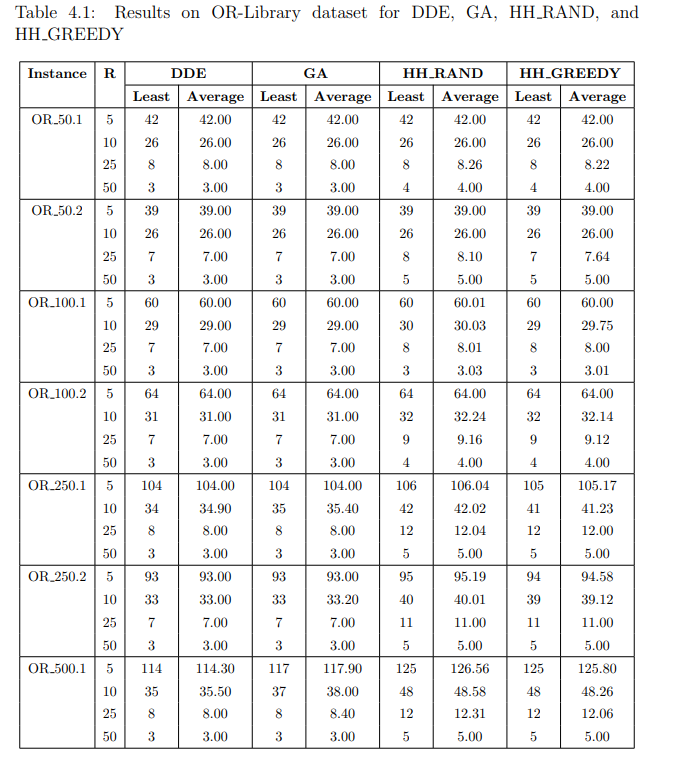 Table 4.1: Results on OR-Library dataset for DDE, GA, HH_RAND, and
HH_GREEDY
Instance R DDE GA HH_RAND HH_GREEDY
Least Average Least Average Least Average Least Average
OR_50.1 5 42 42.00 42 42.00 42 42.00 42 42.00
10 26 26.00 26 26.00 26 26.00 26 26.00
25 8 8.00 8 8.00 8 8.26 8 8.22
50 3 3.00 3 3.00 4 4.00 4 4.00
OR_50.2 5 39 39.00 39 39.00 39 39.00 39 39.00
10 26 26.00 26 26.00 26 26.00 26 26.00
25 7 7.00 7 7.00 8 8.10 7 7.64
50 3 3.00 3 3.00 5 5.00 5 5.00
OR_100.1 5 60 60.00 60 60.00 60 60.01 60 60.00
10 29 29.00 29 29.00 30 30.03 29 29.75
25 7 7.00 7 7.00 8 8.01 8 8.00
50 3 3.00 3 3.00 3 3.03 3 3.01
OR_100.2 5 64 64.00 64 64.00 64 64.00 64 64.00
10 31 31.00 31 31.00 32 32.24 32 32.14
25 7 7.00 7 7.00 9 9.16 9 9.12
50 3 3.00 3 3.00 4 4.00 4 4.00
OR_250.1 5 104 104.00 104 104.00 106 106.04 105 105.17
10 34 34.90 35 35.40 42 42.02 41 41.23
25 8 8.00 8 8.00 12 12.04 12 12.00
50 3 3.00 3 3.00 5 5.00 5 5.00
OR_250.2 5 93 93.00 93 93.00 95 95.19 94 94.58
10 33 33.00 33 33.20 40 40.01 39 39.12
25 7 7.00 7 7.00 11 11.00 11 11.00
50 3 3.00 3 3.00 5 5.00 5 5.00
OR_500.1 5 114 114.30 117 117.90 125 126.56 125 125.80
10 35 35.50 37 38.00 48 48.58 48 48.26
25 8 8.00 8 8.40 12 12.31 12 12.06
50 3 3.00 3 3.00 5 5.00 5 5.00